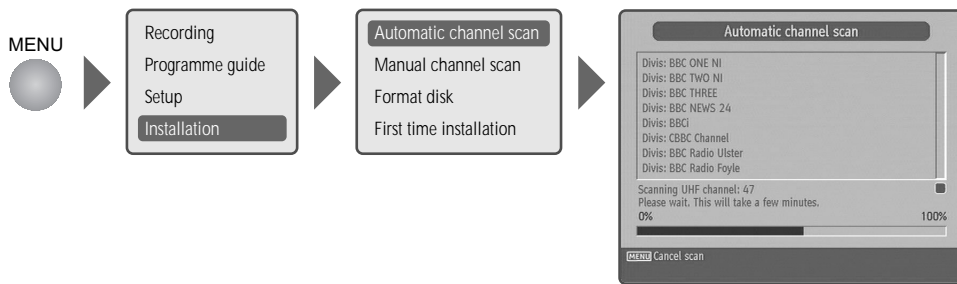 MENU
Recording
Programme guide
Setup
Installation
Automatic channel scan
Manual channel scan
Format disk
First time installation
Automatic channel scan
Divis: BBC ONE NI
Divis: BBC TWO NI
Divis: BBC THREE
Divis: BBC NEWS 24
Divis: BBCi
Divis: CBBC Channel
Divis: BBC Radio Ulster
Divis: BBC Radio Foyle
Scanning UHF channel: 47
Please wait. This will take a few minutes.
0% 100%
MENU Cancel scan